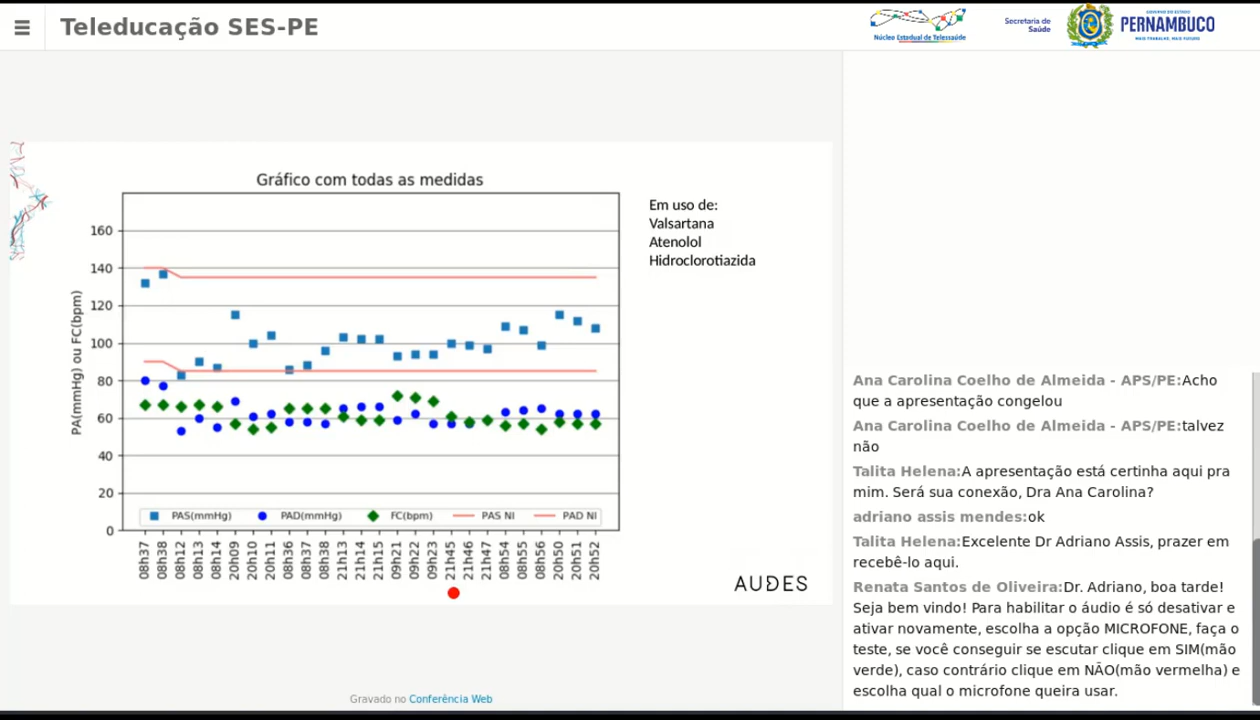 Teleducação SES-PE
Núcleo Estadual de Telessaúde
Secretaria de
Saúde
GOVERNO DO ESTADO
PERNAMBUCO
MAIS TRABALHO, MAIS FUTURO
Gráfico com todas as medidas
PA(mmHg) ou FC(bpm)
160
140
120
100
80
60
40
20
0
PAS(mmHg) PAD(mmHg) FC(bpm) PAS NI PAD NI
08h37 08h38 08h12 08h13 08h14 20h09 20h10 20h11 08h36 08h37 08h38 21h13 21h14 21h15 09h21 09h22 09h23 21h45 21h46 21h47 08h54 08h55 08h56 20h50 20h51 20h52
Em uso de:
Valsartana
Atenolol
Hidroclorotiazida
AUDES
Gravado no Conferência Web
Ana Carolina Coelho de Almeida - APS/PE:Acho
que a apresentação congelou
Ana Carolina Coelho de Almeida - APS/PE:talvez
não
Talita Helena:A apresentação está certinha aqui pra
mim. Será sua conexão, Dra Ana Carolina?
adriano assis mendes:ok
Talita Helena:Excelente Dr Adriano Assis, prazer em
recebê-lo aqui.
Renata Santos de Oliveira:Dr. Adriano, boa tarde!
Seja bem vindo! Para habilitar o áudio é só desativar e
ativar novamente, escolha a opção MICROFONE, faça o
teste, se você conseguir se escutar clique em SIM(mão
verde), caso contrário clique em NÃO(mão vermelha) e
escolha qual o microfone queira usar.